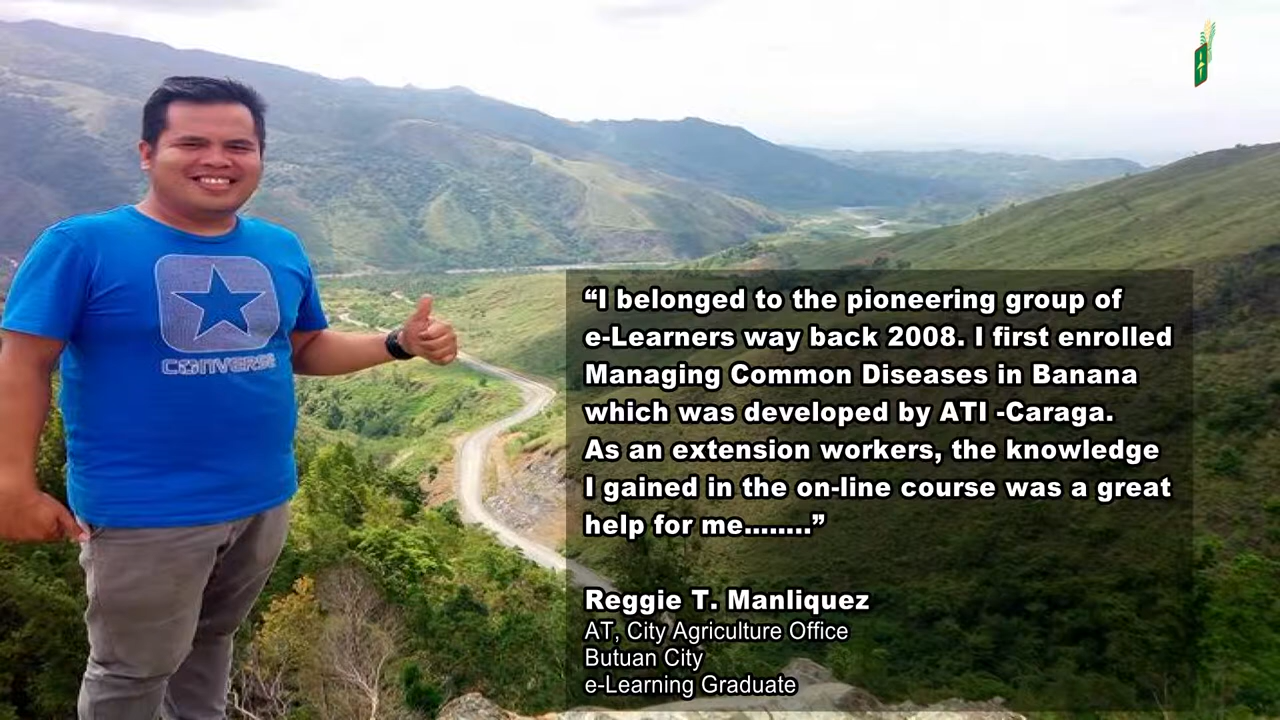 CONVERSE
“I belonged to the pioneering group of
e-Learners way back 2008. I first enrolled
Managing Common Diseases in Banana
which was developed by ATI -Caraga.
As an extension workers, the knowledge
I gained in the on-line course was a great
help for me........”
Reggie T. Manliquez
AT, City Agriculture Office
Butuan City
e-Learning Graduate